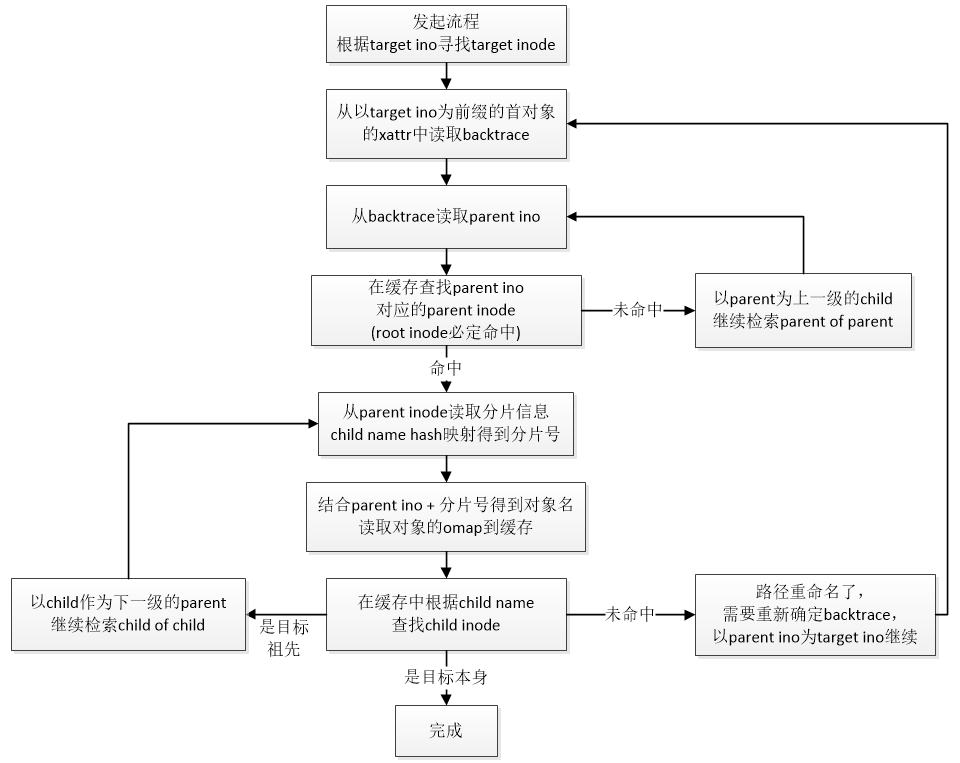 发起流程
根据target ino寻找target inode
从以target ino为前缀的首对象
的xattr中读取backtrace
从backtrace读取parent ino
在缓存查找parent ino
对应的parent inode
(root inode必定命中)
未命中
以parent为上一级的child
继续检索parent of parent
命中
从parent inode读取分片信息
child name hash映射得到分片号
结合parent ino + 分片号得到对象名
读取对象的omap到缓存
以child作为下一级的parent
继续检索child of child
是目标
祖先
在缓存中根据child name
查找child inode
未命中
路径重命名了，
需要重新确定backtrace，
以parent ino为target ino继续
是目标本身
完成